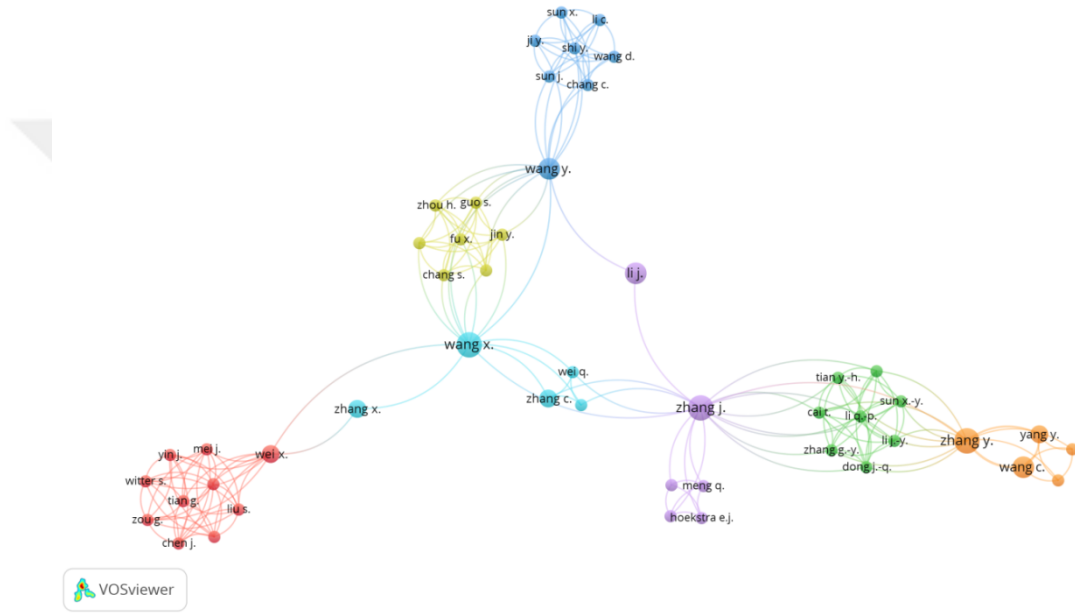 sun x.
li c.
ji y.
shi y.
wang d.
sun j.
chang c.
wang y.
zhou h.
guo s.
fu x.
jin y.
chang s.
li j.
wang x.
wei q.
zhang c.
zhang x.
zhang j.
tian y.-h.
sun x.-y.
cai t.
li q.-p.
li j.-y.
zhang g.-y.
dong j.-q.
zhang y.
yang y.
wang c.
meng q.
hoekstra e.j.
wei x.
mei j.
yin j.
witter s.
tian g.
liu s.
zou g.
chen j.
VOSviewer